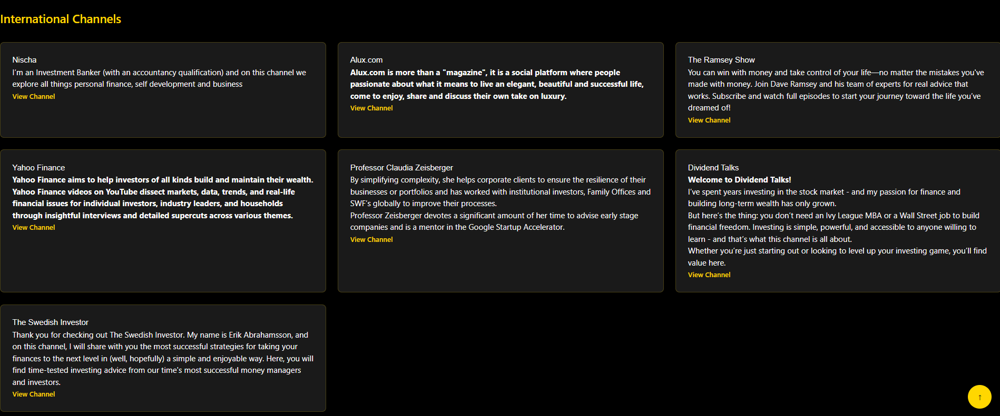 International Channels
Nischa
I'm an Investment Banker (with an accountancy qualification) and on this channel we
explore all things personal finance, self development and business
View Channel
Alux.com
Alux.com is more than a "magazine", it is a social platform where people
passionate about what it means to live an elegant, beautiful and successful life,
come to enjoy, share and discuss their own take on luxury.
View Channel
The Ramsey Show
You can win with money and take control of your life—no matter the mistakes you've
made with money. Join Dave Ramsey and his team of experts for real advice that
works. Subscribe and watch full episodes to start your journey toward the life you've
dreamed of!
View Channel
Yahoo Finance
Yahoo Finance aims to help investors of all kinds build and maintain their wealth.
Yahoo Finance videos on YouTube dissect markets, data, trends, and real-life
financial issues for individual investors, industry leaders, and households
through insightful interviews and detailed supercuts across various themes.
View Channel
Professor Claudia Zeisberger
By simplifying complexity, she helps corporate clients to ensure the resilience of their
businesses or portfolios and has worked with institutional investors, Family Offices and
SWF's globally to improve their processes.
Professor Zeisberger devotes a significant amount of her time to advise early stage
companies and is a mentor in the Google Startup Accelerator.
View Channel
Dividend Talks
Welcome to Dividend Talks!
I've spent years investing in the stock market - and my passion for finance and
building long-term wealth has only grown.
But here's the thing: you don't need an Ivy League MBA or a Wall Street job to build
financial freedom. Investing is simple, powerful, and accessible to anyone willing to
learn - and that's what this channel is all about.
Whether you're just starting out or looking to level up your investing game, you'll find
value here.
View Channel
The Swedish Investor
Thank you for checking out The Swedish Investor. My name is Erik Abrahamsson, and
on this channel, I will share with you the most successful strategies for taking your
finances to the next level in (well, hopefully) a simple and enjoyable way. Here, you will
find time-tested investing advice from our time's most successful money managers
and investors.
View Channel
↑